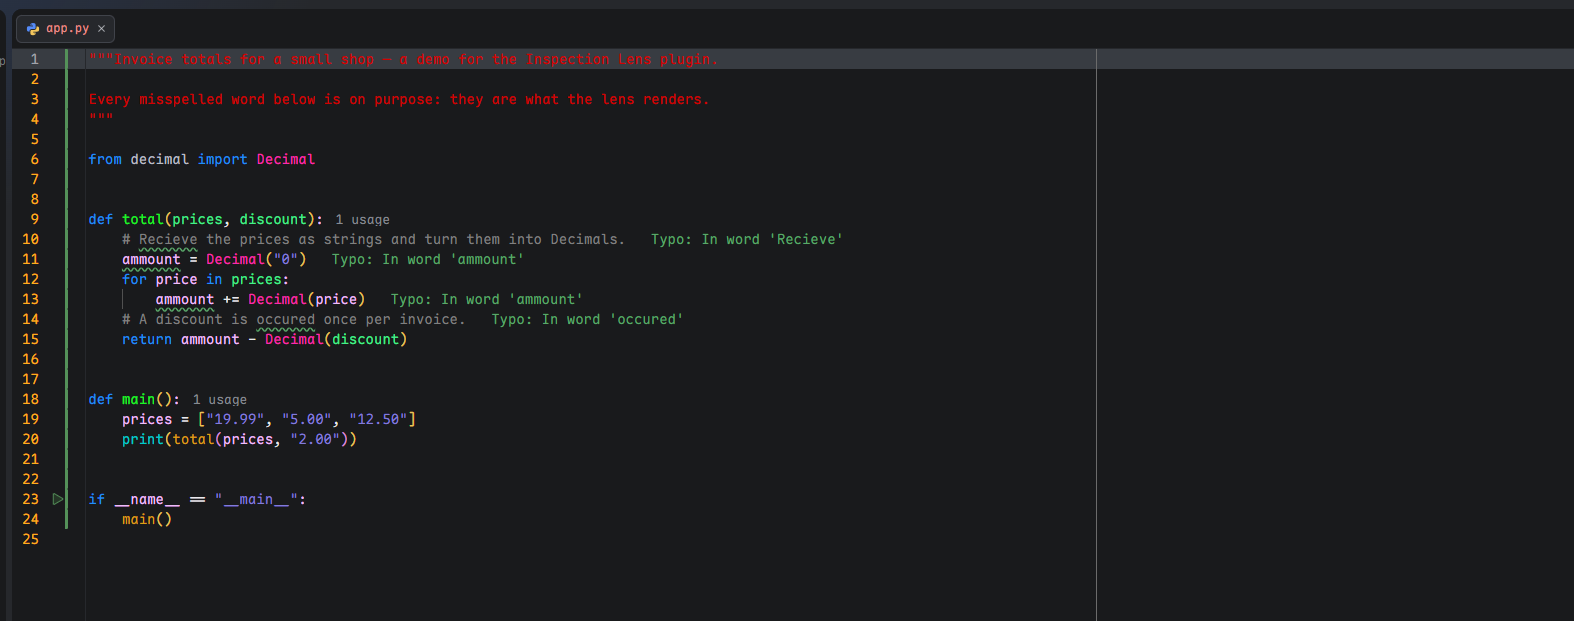 app.py ×
1 """Invoice totals for a small shop — a demo for the Inspection Lens plugin.
2
3 Every misspelled word below is on purpose: they are what the lens renders.
4 """
5
6 from decimal import Decimal
7
8
9 def total(prices, discount): 1 usage
10 # Recieve the prices as strings and turn them into Decimals. Typo: In word 'Recieve'
11 ammount = Decimal("0") Typo: In word 'ammount'
12 for price in prices:
13 ammount += Decimal(price) Typo: In word 'ammount'
14 # A discount is occured once per invoice. Typo: In word 'occured'
15 return ammount - Decimal(discount)
16
17
18 def main(): 1 usage
19 prices = ["19.99", "5.00", "12.50"]
20 print(total(prices, "2.00"))
21
22
23 if __name__ == "__main__":
24 main()
25